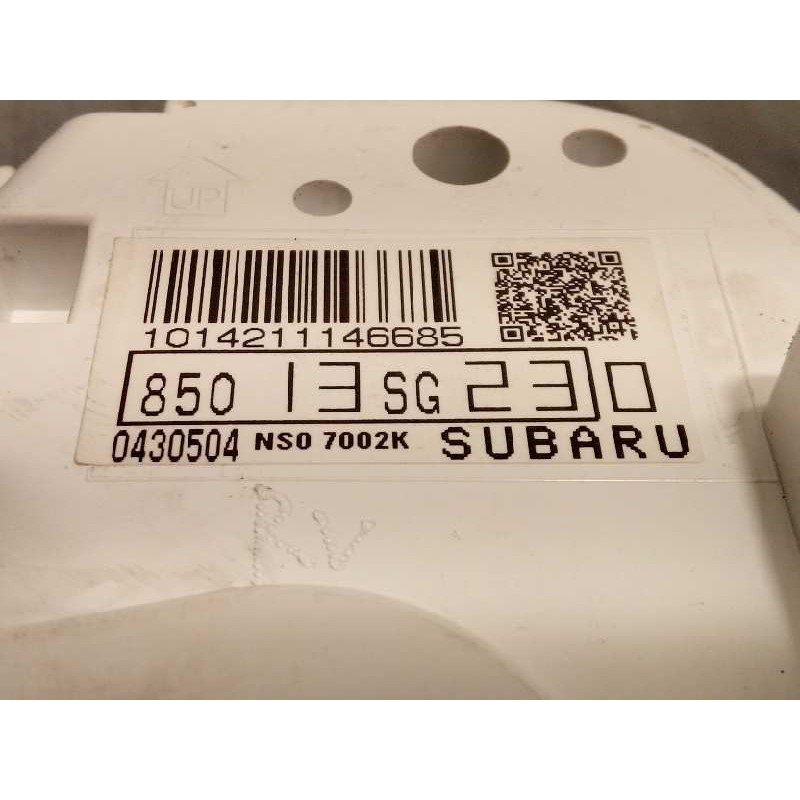 UP
1014211146685
850 13 SG 23 0
0430504 NS0 7002K SUBARU